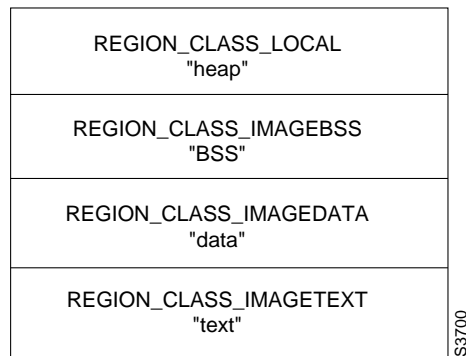 REGION_CLASS_LOCAL
"heap"
REGION_CLASS_IMAGEBSS
"BSS"
REGION_CLASS_IMAGEDATA
"data"
REGION_CLASS_IMAGETEXT
"text"
S3700